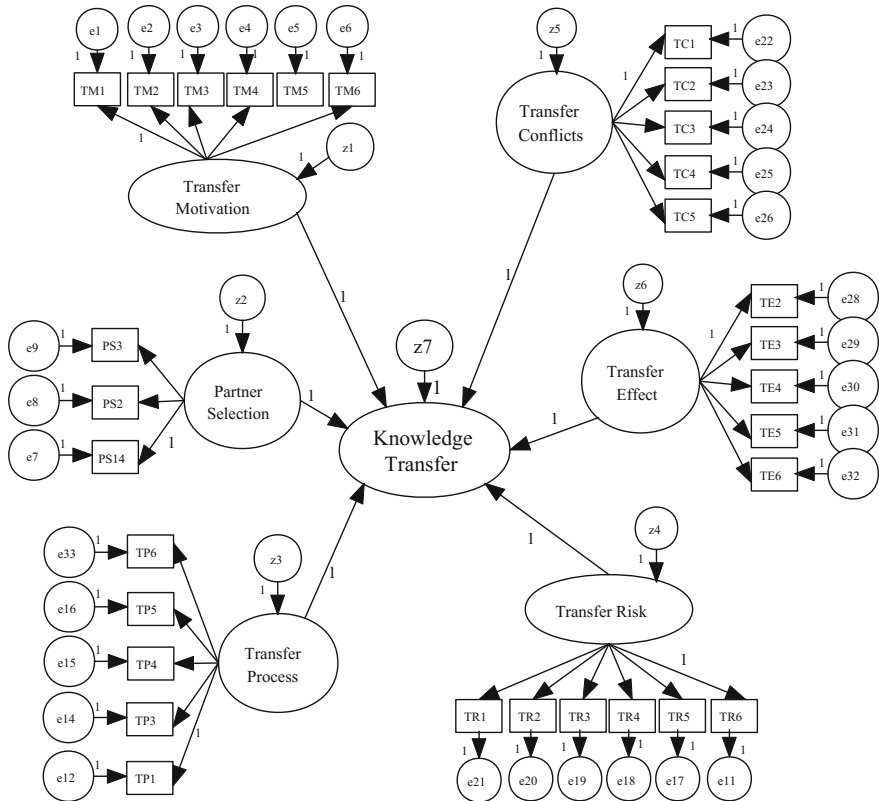 e1 e2 e3 e4 e5 e6
1 1 1 1 1 1
TM1 TM2 TM3 TM4 TM5 TM6
1
z1
1
Transfer
Motivation
1
z5
1
Transfer
Conflicts
1
TC1 1 e22
TC2 1 e23
TC3 1 e24
TC4 1 e25
TC5 1 e26
1
z2
1
Partner
Selection
1
e9 1 PS3
e8 1 PS2
e7 1 PS14
1
z7
1
Knowledge
Transfer
z6
1
Transfer
Effect
1
1
TE2 1 e28
TE3 1 e29
TE4 1 e30
TE5 1 e31
TE6 1 e32
z3
1
Transfer
Process
1
e33 1 TP6
e16 1 TP5
e15 1 TP4
e14 1 TP3
1
e12 1 TP1
z4
1
Transfer Risk
1
1
TR1 TR2 TR3 TR4 TR5 TR6
1 1 1 1 1 1
e21 e20 e19 e18 e17 e11